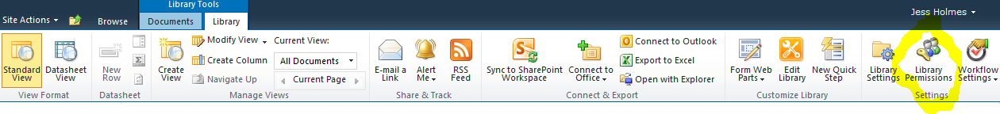 Library Tools
Site Actions Browse Documents Library Jess Holmes
Standard View
Datasheet View
View Format
New Row
Datasheet
Create View
Modify View
Create Column
Navigate Up
Current View:
All Documents
Current Page
Manage Views
E-mail a Link
Alert Me
RSS Feed
Share & Track
Sync to SharePoint Workspace
Connect to Office
Connect to Outlook
Export to Excel
Open with Explorer
Connect & Export
Form Web Parts
Edit Library
New Quick Step
Customize Library
Library Settings
Library Permissions
Workflow Settings
Settings